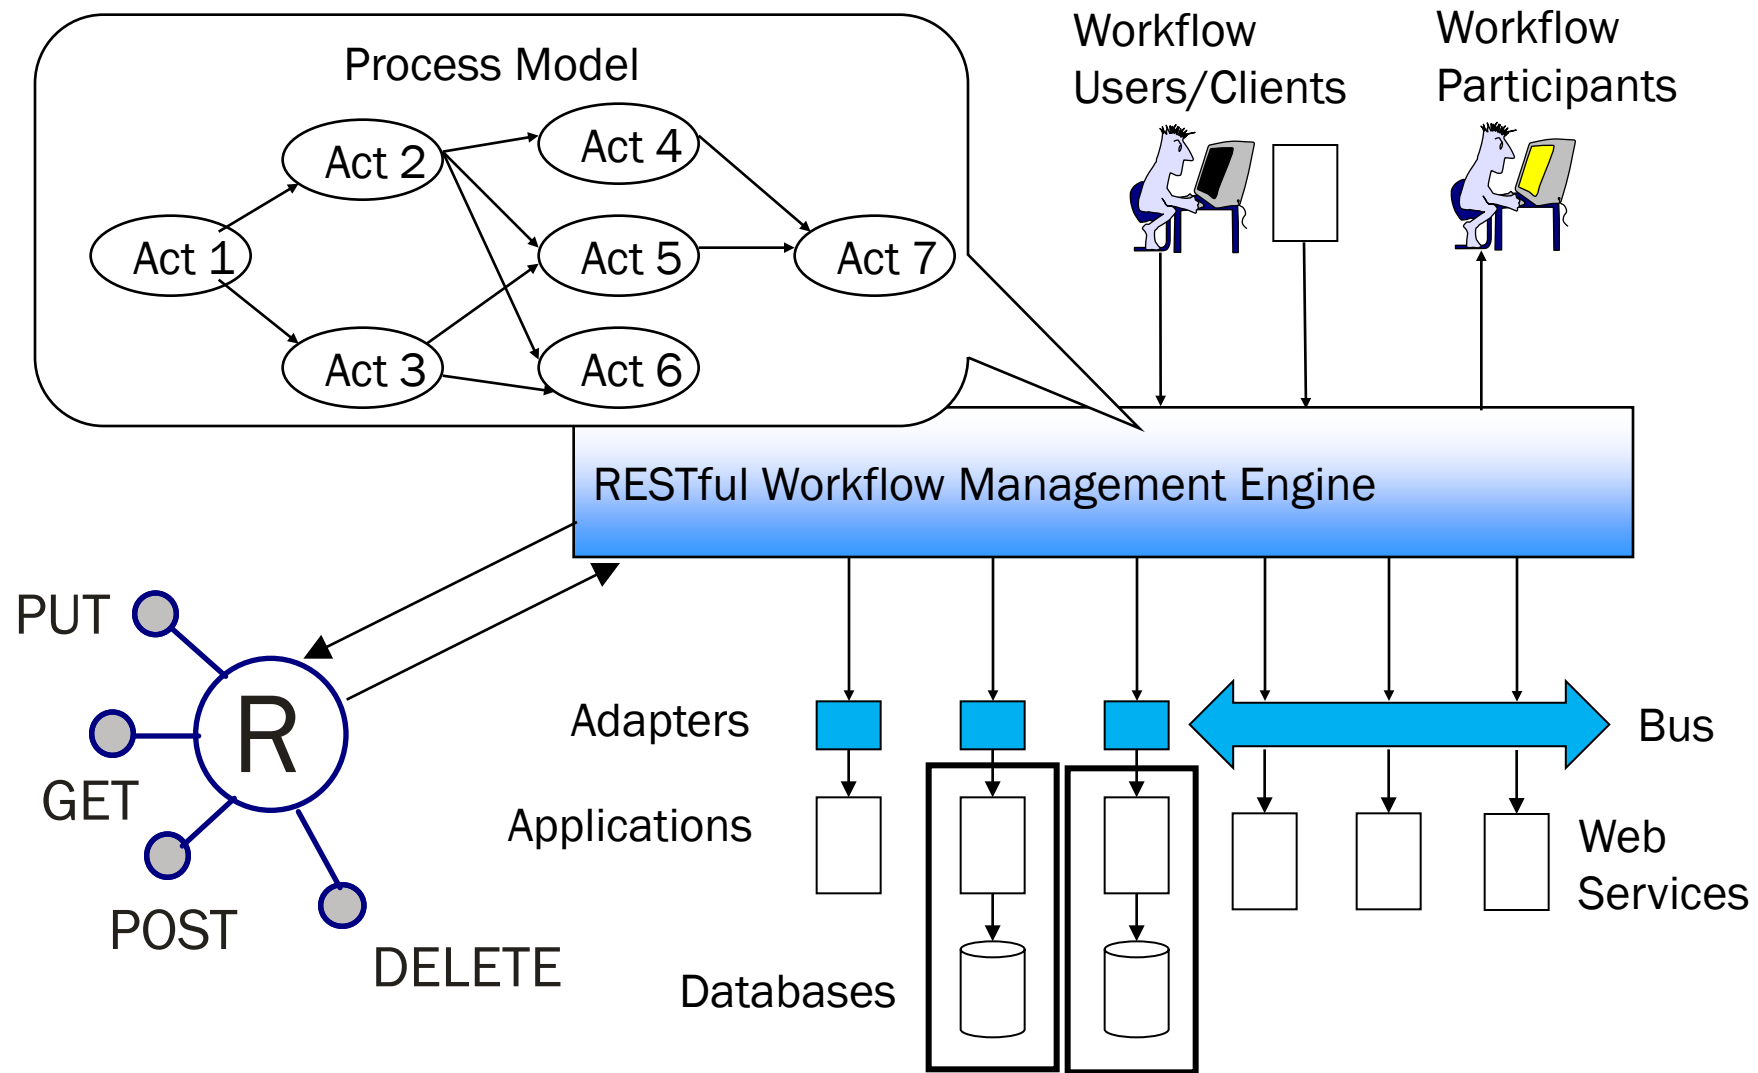 Process Model
Act 1
Act 2
Act 3
Act 4
Act 5
Act 6
Act 7
Workflow
Users/Clients
Workflow
Participants
RESTful Workflow Management Engine
PUT
GET
POST
DELETE
R
Adapters
Bus
Applications
Web
Services
Databases